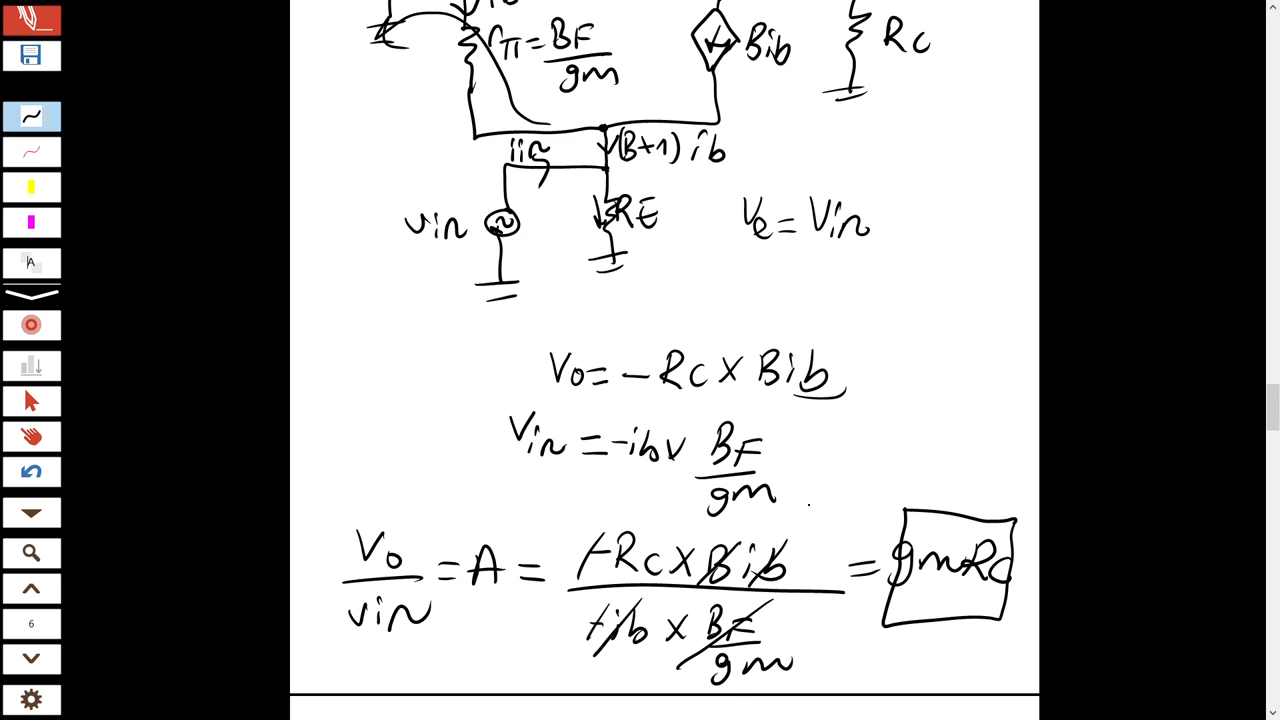 rπ = BF/gm
Bib
Rc
iin
(B+1) ib
vin
RE
Ve = Vin
Vo = -Rc x Bib
Vin = -ib x BF/gm
Vo/vin = A = -Rc x Bib / -ib x BF/gm = gmRc
A
6